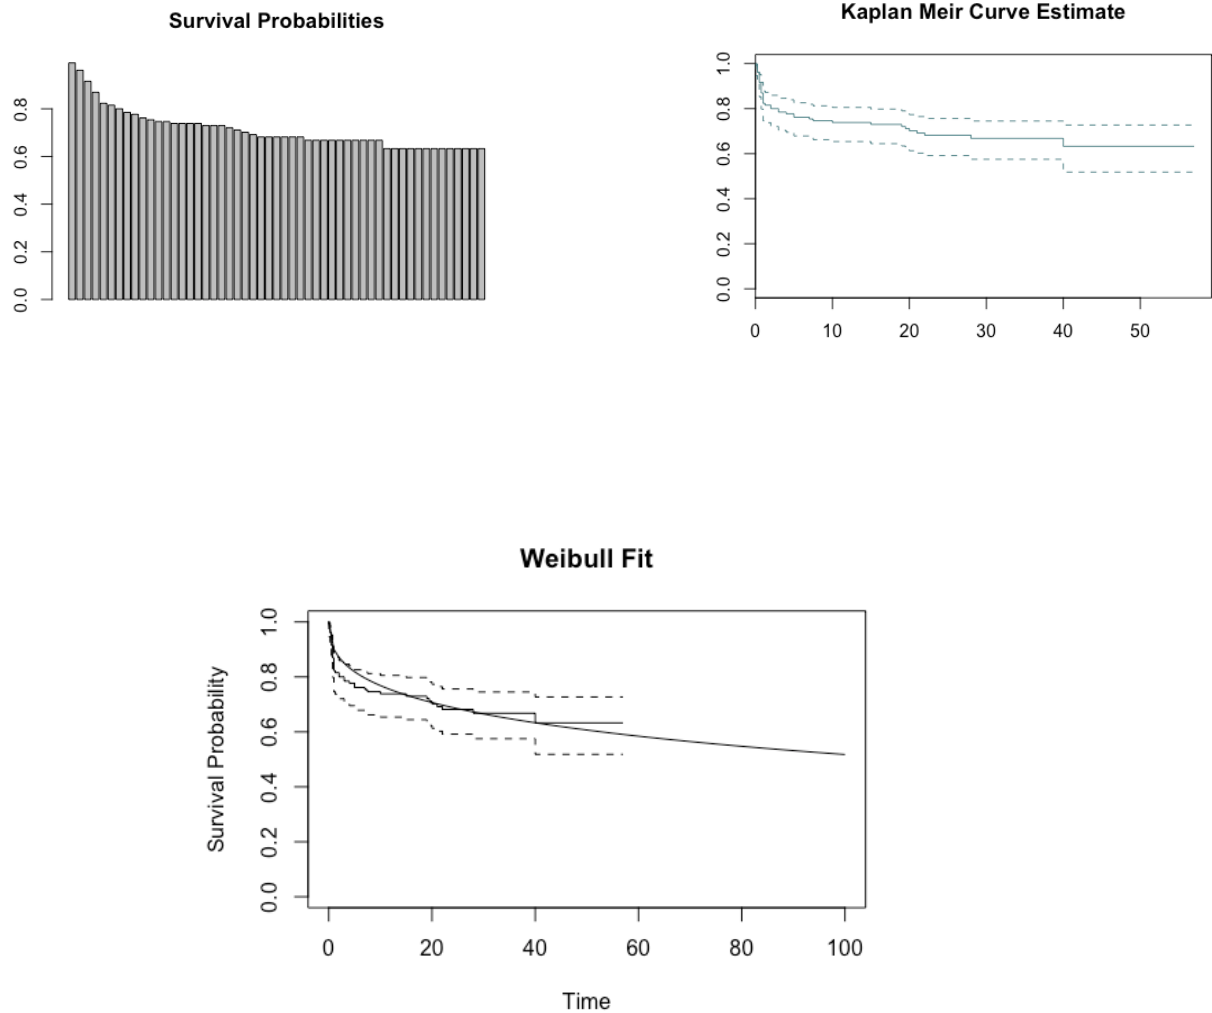 Survival Probabilities
0.8
0.6
0.4
0.2
0.0
Kaplan Meir Curve Estimate
1.0
0.8
0.6
0.4
0.2
0.0
0 10 20 30 40 50
Weibull Fit
Survival Probability
1.0
0.8
0.6
0.4
0.2
0.0
0 20 40 60 80 100
Time